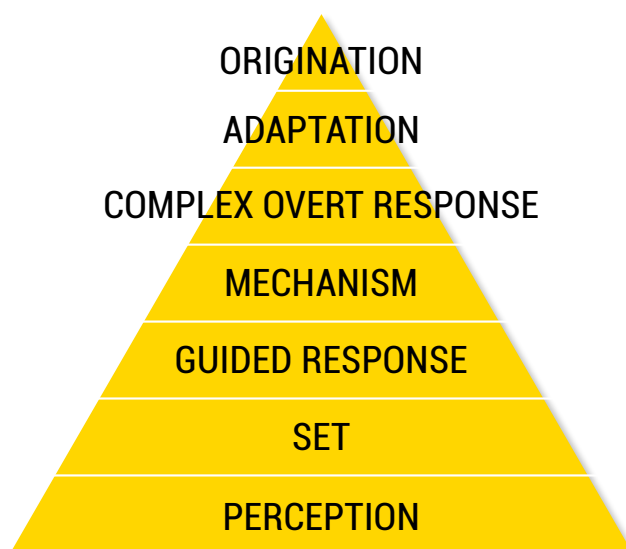 ORIGINATION
ADAPTATION
COMPLEX OVERT RESPONSE
MECHANISM
GUIDED RESPONSE
SET
PERCEPTION